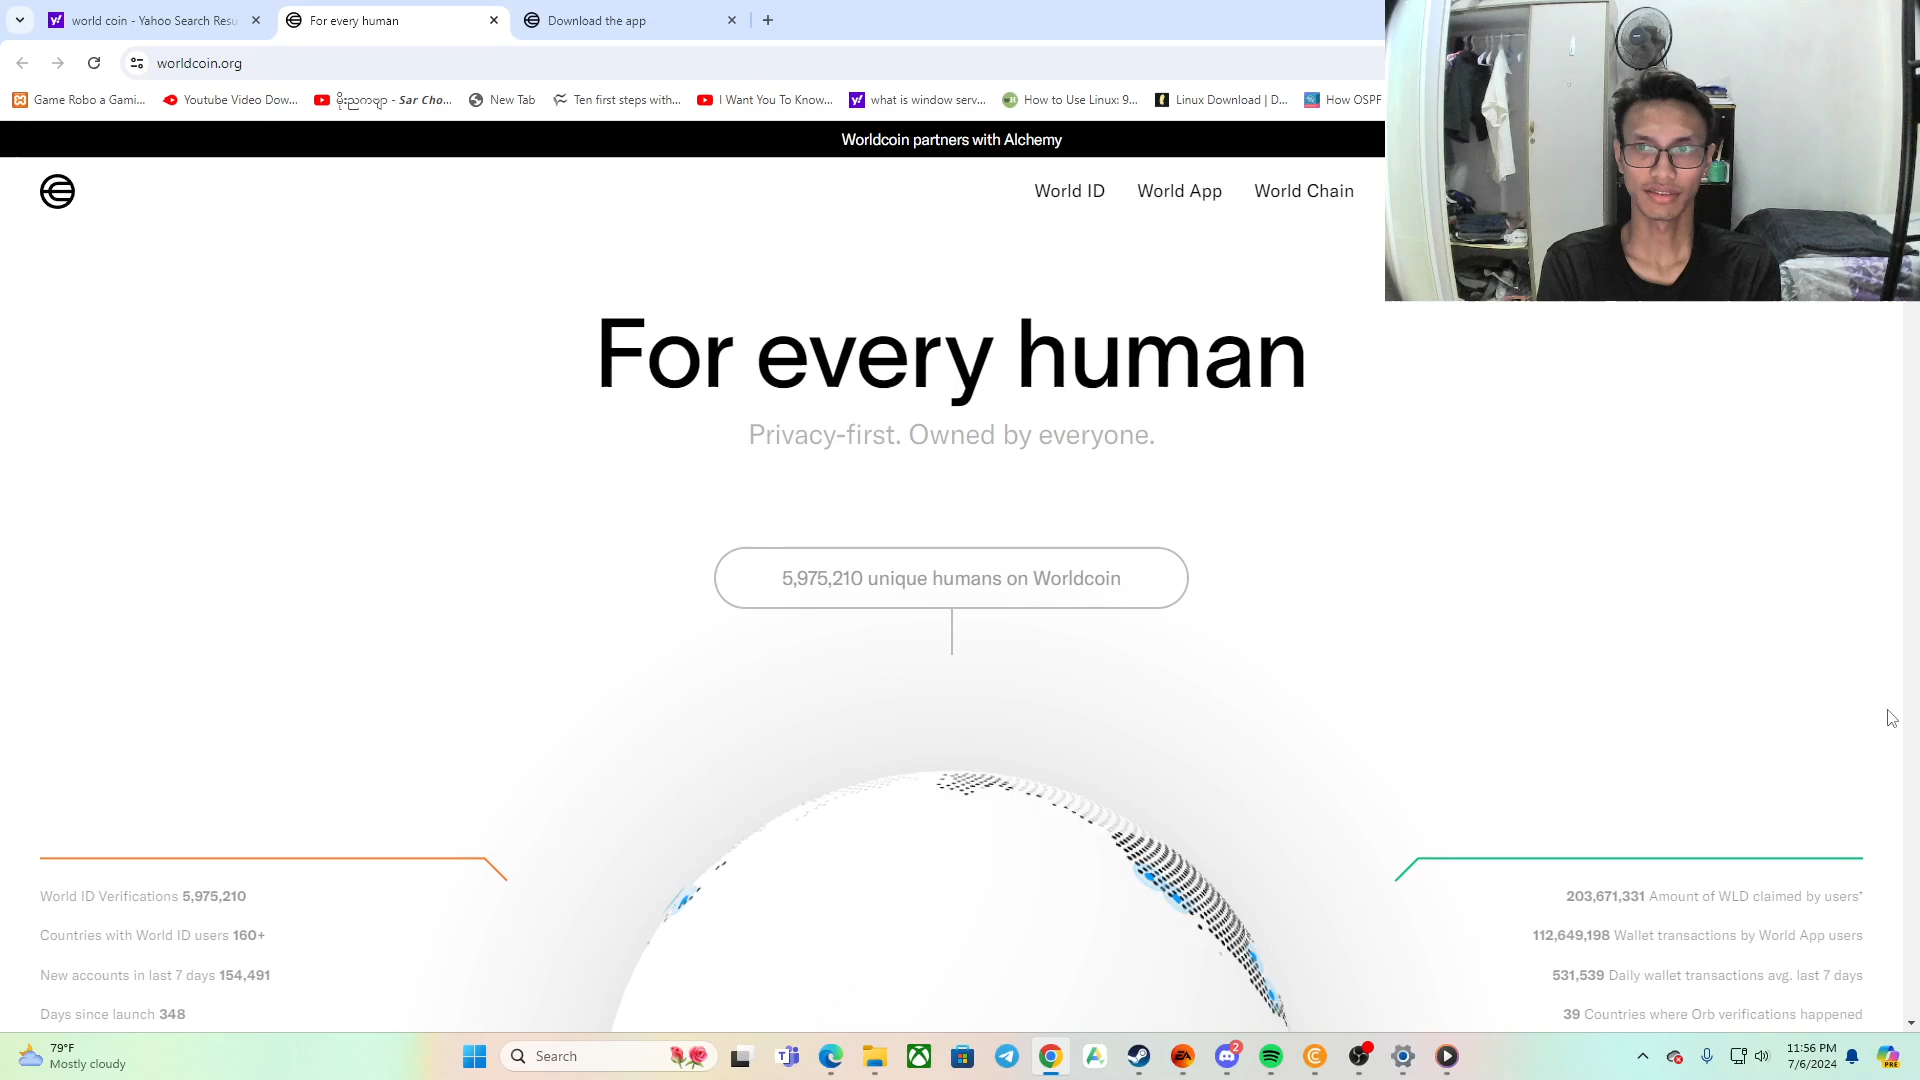 world coin - Yahoo Search Resu
For every human
Download the app
worldcoin.org
Game Robo a Gami...
Youtube Video Dow...
မိုးညကဗျာ - Sar Cho...
New Tab
Ten first steps with...
I Want You To Know...
what is window serv...
How to Use Linux: 9...
Linux Download | D...
How OSPF
Worldcoin partners with Alchemy
World ID
World App
World Chain
For every human
Privacy-first. Owned by everyone.
5,975,210 unique humans on Worldcoin
World ID Verifications 5,975,210
Countries with World ID users 160+
New accounts in last 7 days 154,491
Days since launch 348
203,671,331 Amount of WLD claimed by users*
112,649,198 Wallet transactions by World App users
531,539 Daily wallet transactions avg. last 7 days
39 Countries where Orb verifications happened
79°F
Mostly cloudy
Search
2
PRE
11:56 PM
7/6/2024